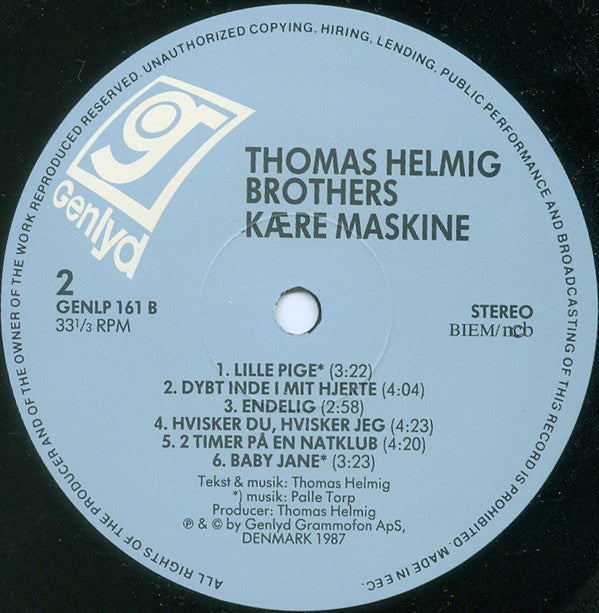 ALL RIGHTS OF THE PRODUCER AND OF THE OWNER OF THE WORK REPRODUCED RESERVED. UNAUTHORIZED COPYING, HIRING, LENDING, PUBLIC PERFORMANCE AND BROADCASTING OF THIS RECORD IS PROHIBITED. MADE IN EEC.
g
Genlyd
THOMAS HELMIG
BROTHERS
KÆRE MASKINE
2
GENLP 161 B
33 1/3 RPM
STEREO
BIEM/ncb
1. LILLE PIGE* (3:22)
2. DYBT INDE I MIT HJERTE (4:04)
3. ENDELIG (2:58)
4. HVISKER DU, HVISKER JEG (4:23)
5. 2 TIMER PÅ EN NATKLUB (4:20)
6. BABY JANE* (3:23)
Tekst & musik: Thomas Helmig
*) musik: Palle Torp
Producer: Thomas Helmig
℗ & © by Genlyd Grammofon ApS,
DENMARK 1987